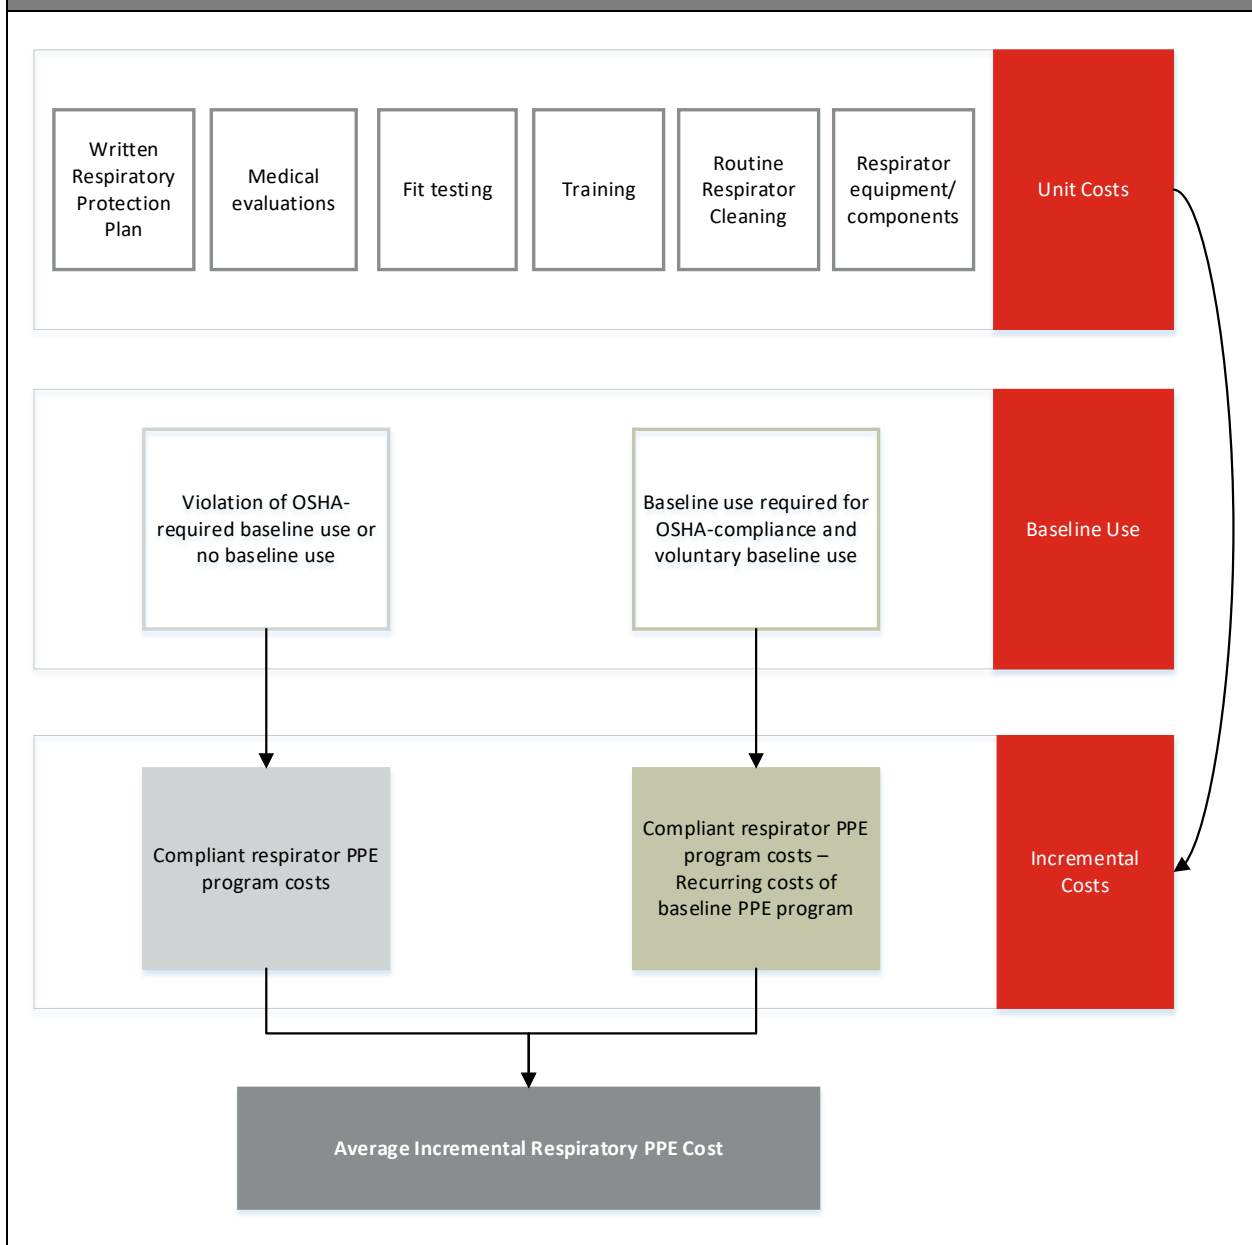 Written
Respiratory
Protection
Plan
Medical
evaluations
Fit testing
Training
Routine
Respirator
Cleaning
Respirator
equipment/
components
Unit Costs
Violation of OSHA-
required baseline use or
no baseline use
Baseline use required for
OSHA-compliance and
voluntary baseline use
Baseline Use
Compliant respirator PPE
program costs
Compliant respirator PPE
program costs –
Recurring costs of
baseline PPE program
Incremental
Costs
Average Incremental Respiratory PPE Cost